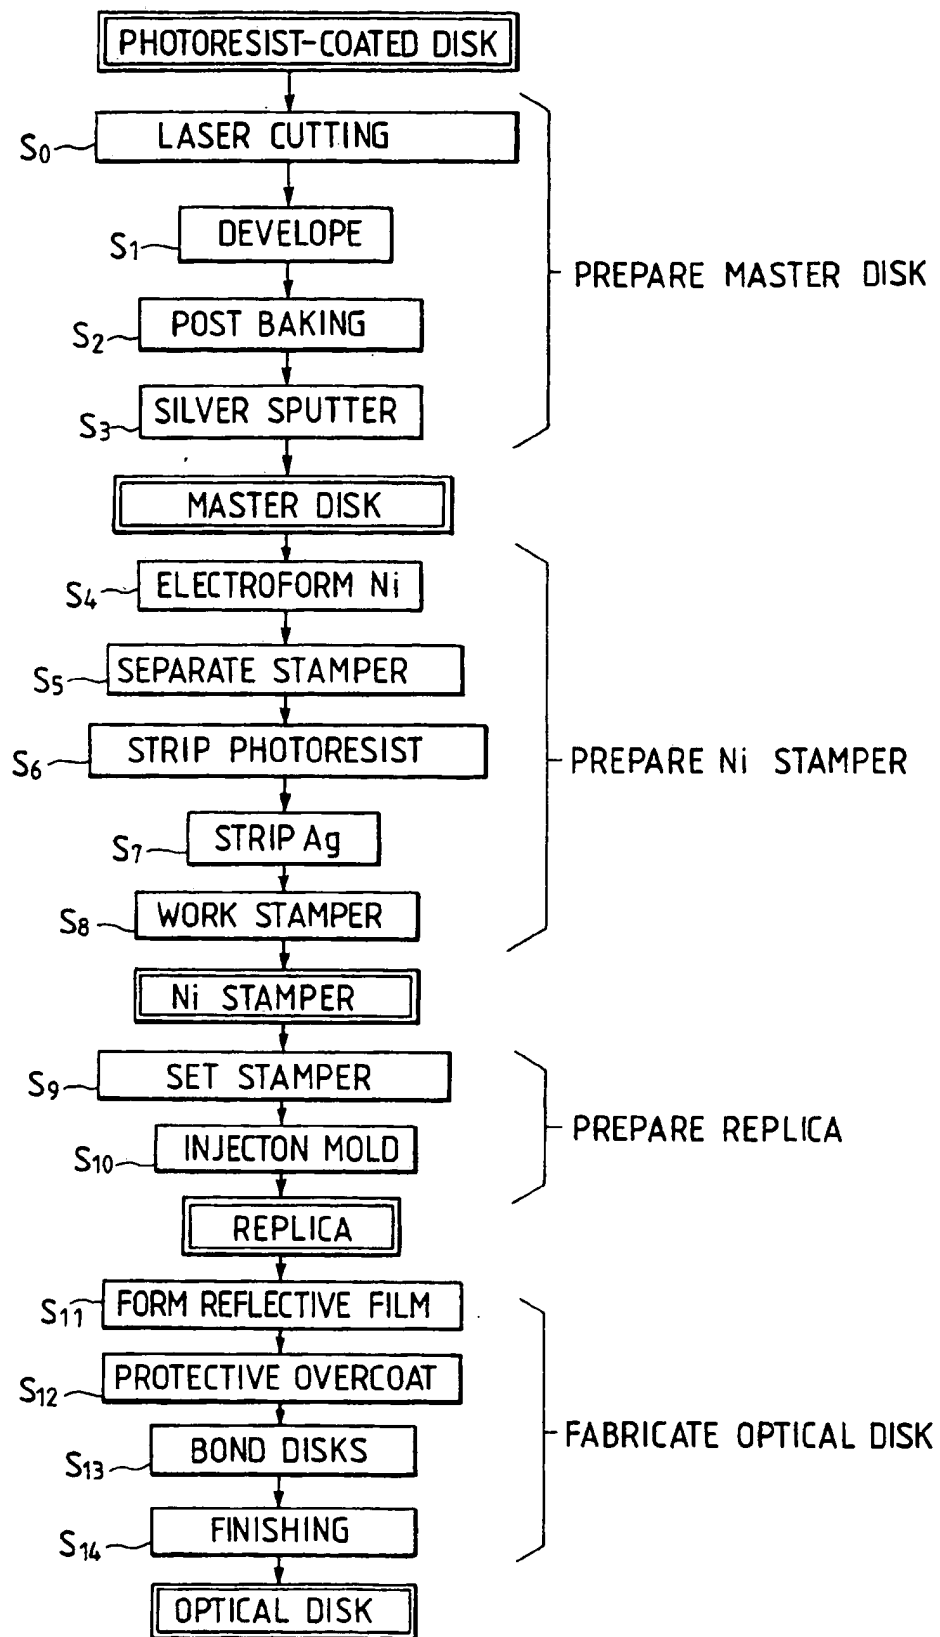 PHOTORESIST-COATED DISK
S0 LASER CUTTING
S1 DEVELOPE
PREPARE MASTER DISK
S2 POST BAKING
S3 SILVER SPUTTER
MASTER DISK
S4 ELECTROFORM Ni
S5 SEPARATE STAMPER
S6 STRIP PHOTORESIST
PREPARE Ni STAMPER
S7 STRIP Ag
S8 WORK STAMPER
Ni STAMPER
S9 SET STAMPER
PREPARE REPLICA
S10 INJECTON MOLD
REPLICA
S11 FORM REFLECTIVE FILM
S12 PROTECTIVE OVERCOAT
FABRICATE OPTICAL DISK
S13 BOND DISKS
S14 FINISHING
OPTICAL DISK